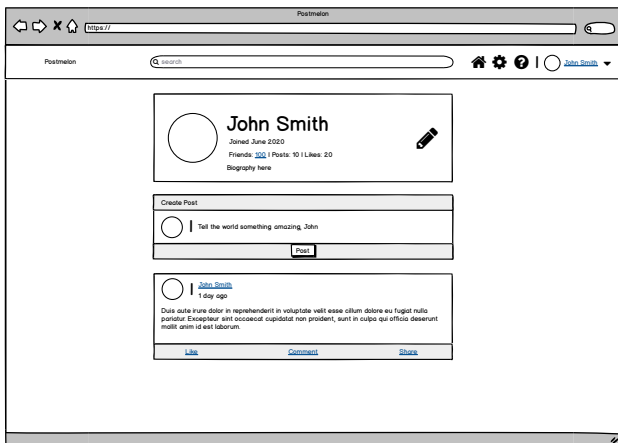 Postmelon
https://
Postmelon
search
John Smith
John Smith
Joined June 2020
Friends: 100 | Posts: 10 | Likes: 20
Biography here
Create Post
Tell the world something amazing, John
Post
John Smith
1 day ago
Duis aute irure dolor in reprehenderit in voluptate velit esse cillum dolore eu fugiat nulla
pariatur. Excepteur sint occaecat cupidatat non proident, sunt in culpa qui officia deserunt
mollit anim id est laborum.
Like Comment Share